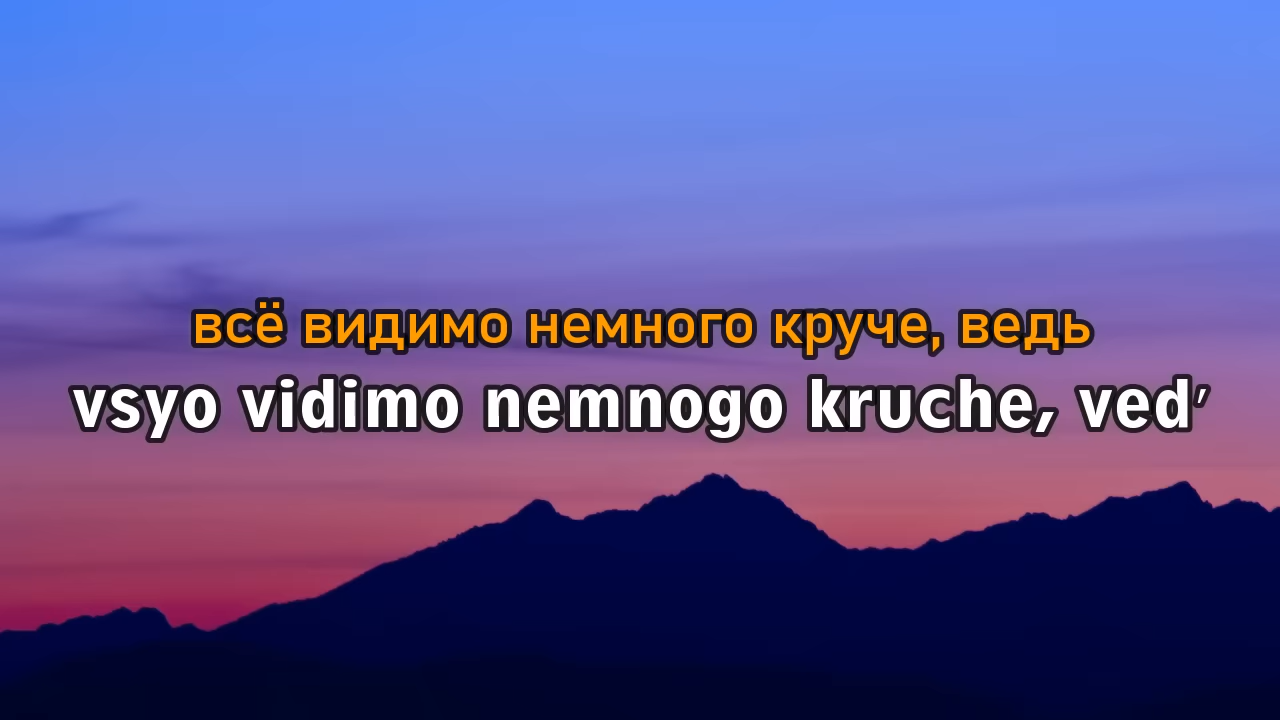 всё видимо немного круче, ведь
vsyo vidimo nemnogo kruche, ved’